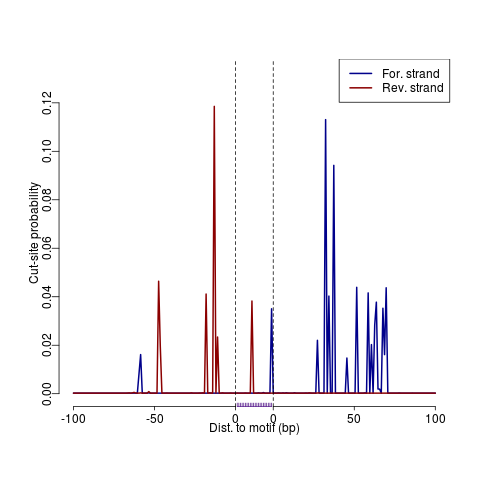 For. strand
Rev. strand
Cut-site probability
0.12
0.10
0.08
0.06
0.04
0.02
0.00
-100 -50 0 0 50 100
Dist. to motif (bp)